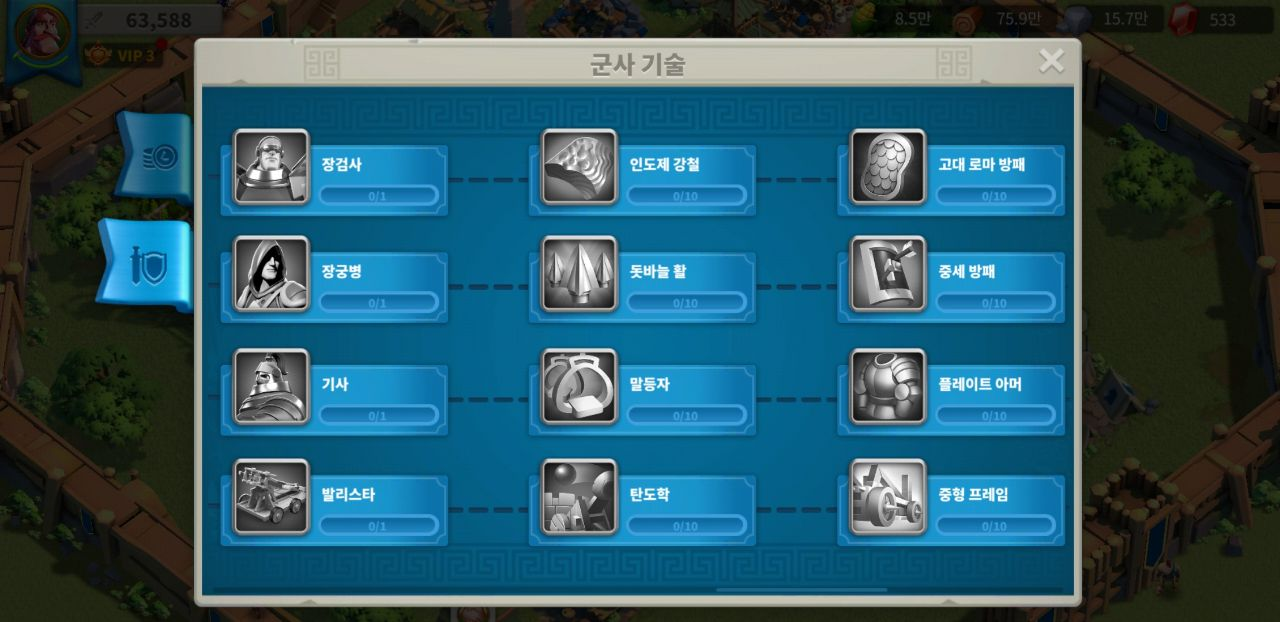 63,588
8.5만
75.9만
15.7만
533
VIP 3
군사 기술
장검사
0/1
인도제 강철
0/10
고대 로마 방패
0/10
장궁병
0/1
돗바늘 활
0/10
중세 방패
0/10
기사
0/1
말등자
0/10
플레이트 아머
0/10
발리스타
0/1
탄도학
0/10
중형 프레임
0/10